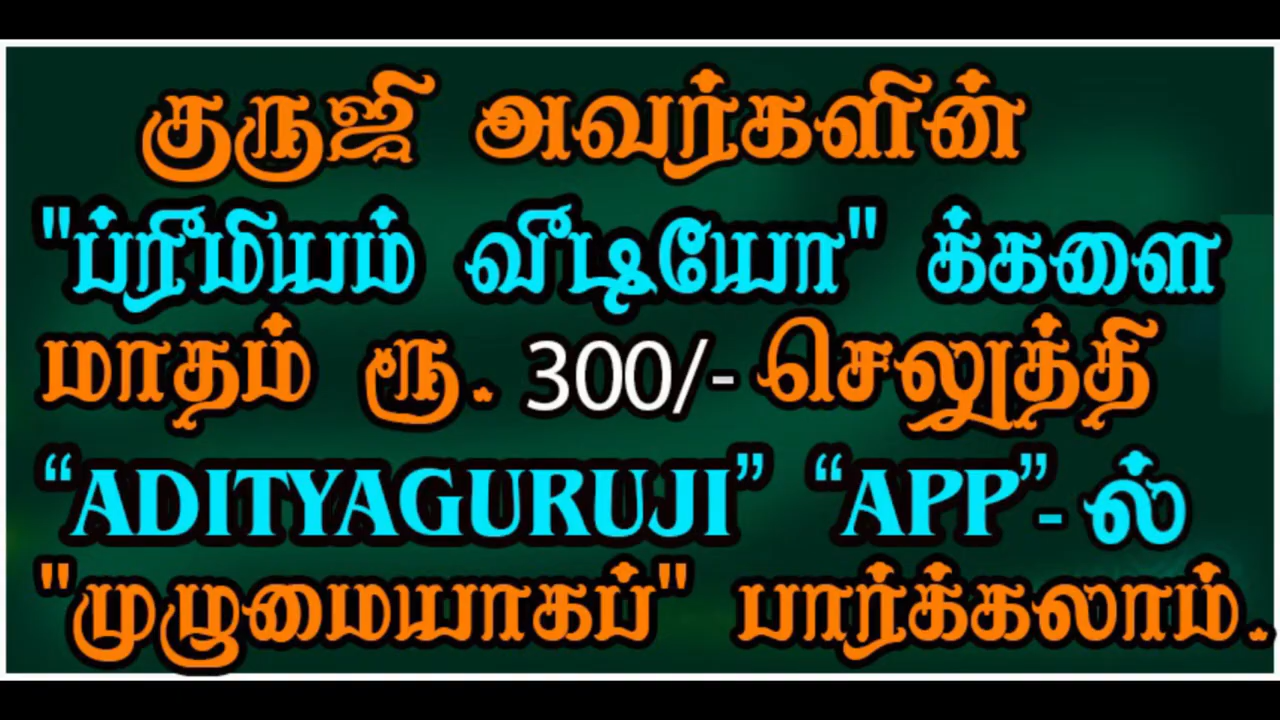 குருஜி அவர்களின்
"ப்ரீமியம் வீடியோ" க்களை
மாதம் ரூ. 300/- செலுத்தி
“ADITYAGURUJI” “APP”- ல்
"முழுமையாகப்" பார்க்கலாம்.